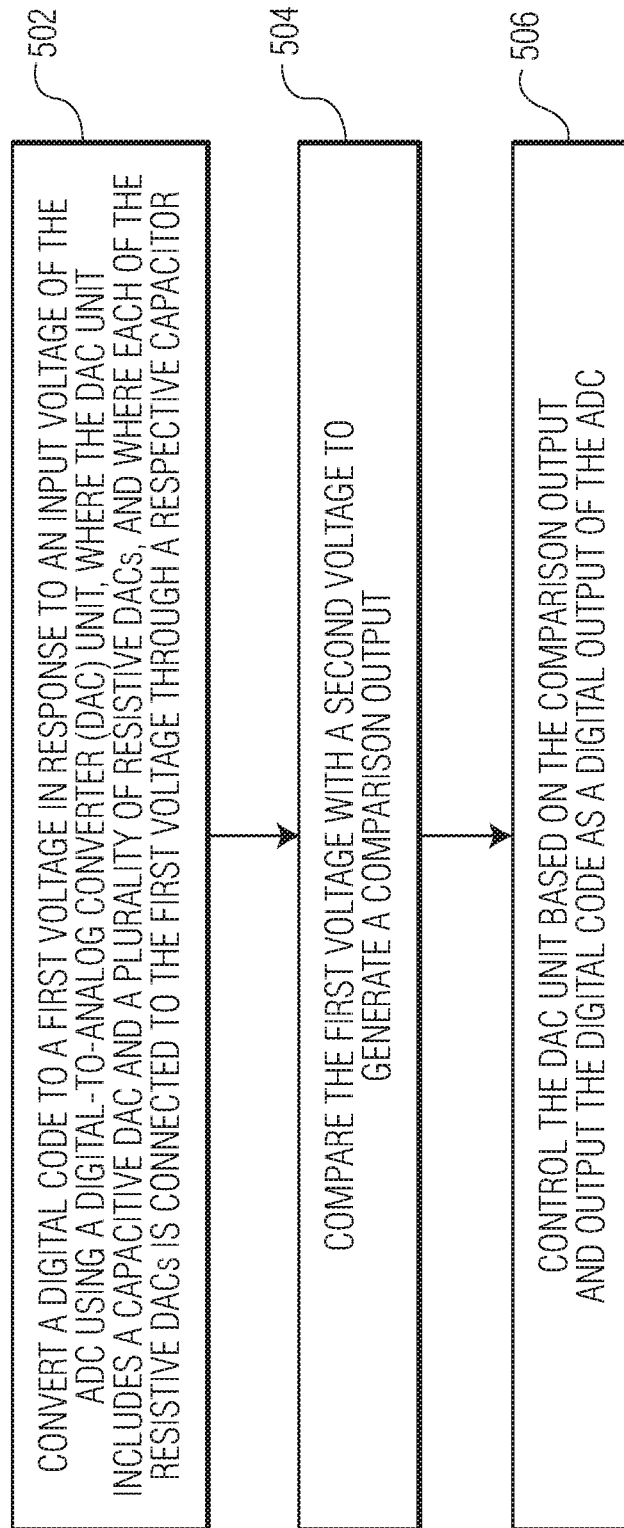 CONVERT A DIGITAL CODE TO A FIRST VOLTAGE IN RESPONSE TO AN INPUT VOLTAGE OF THE
ADC USING A DIGITAL-TO-ANALOG CONVERTER (DAC) UNIT, WHERE THE DAC UNIT
INCLUDES A CAPACITIVE DAC AND A PLURALITY OF RESISTIVE DACs, AND WHERE EACH OF THE
RESISTIVE DACs IS CONNECTED TO THE FIRST VOLTAGE THROUGH A RESPECTIVE CAPACITOR
502
COMPARE THE FIRST VOLTAGE WITH A SECOND VOLTAGE TO
GENERATE A COMPARISON OUTPUT
504
CONTROL THE DAC UNIT BASED ON THE COMPARISON OUTPUT
AND OUTPUT THE DIGITAL CODE AS A DIGITAL OUTPUT OF THE ADC
506